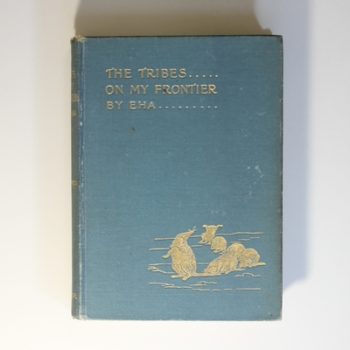 THE TRIBES.....
ON MY FRONTIER
BY EHA.........